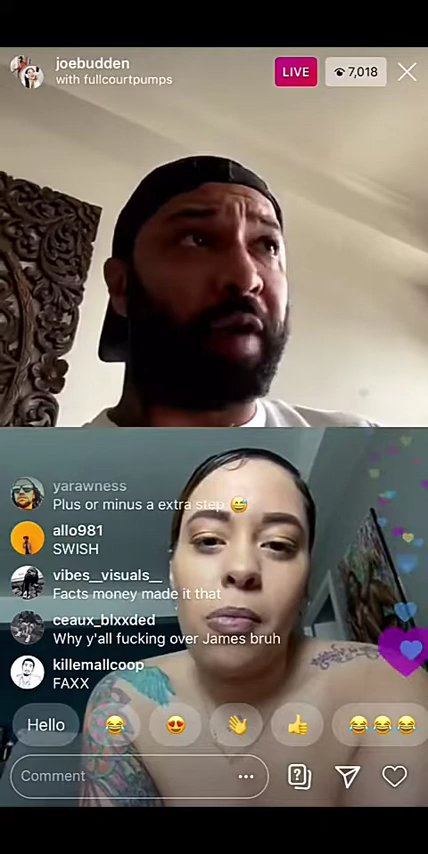 joebudden
with fullcourtpumps
LIVE
7,018
yarawness
Plus or minus a extra step 😅
allo981
SWISH
vibes__visuals__
Facts money made it that
ceaux_blxxded
Why y'all fucking over James bruh
killemallcoop
FAXX
Hello
😂
😍
👋
👍
😂😂😂
Comment